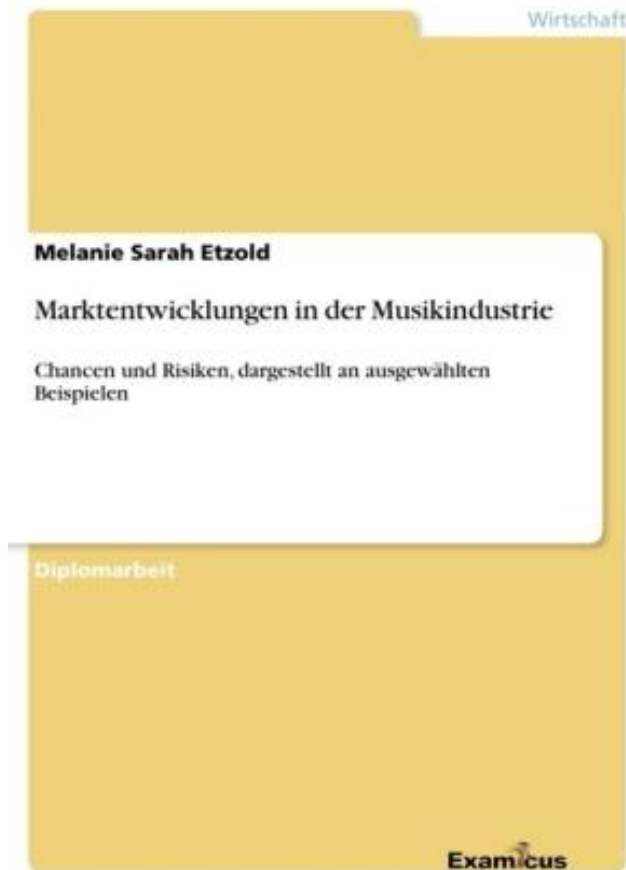 Wirtschaft
Melanie Sarah Etzold
Marktentwicklungen in der Musikindustrie
Chancen und Risiken, dargestellt an ausgewählten
Beispielen
Diplomarbeit
Examicus